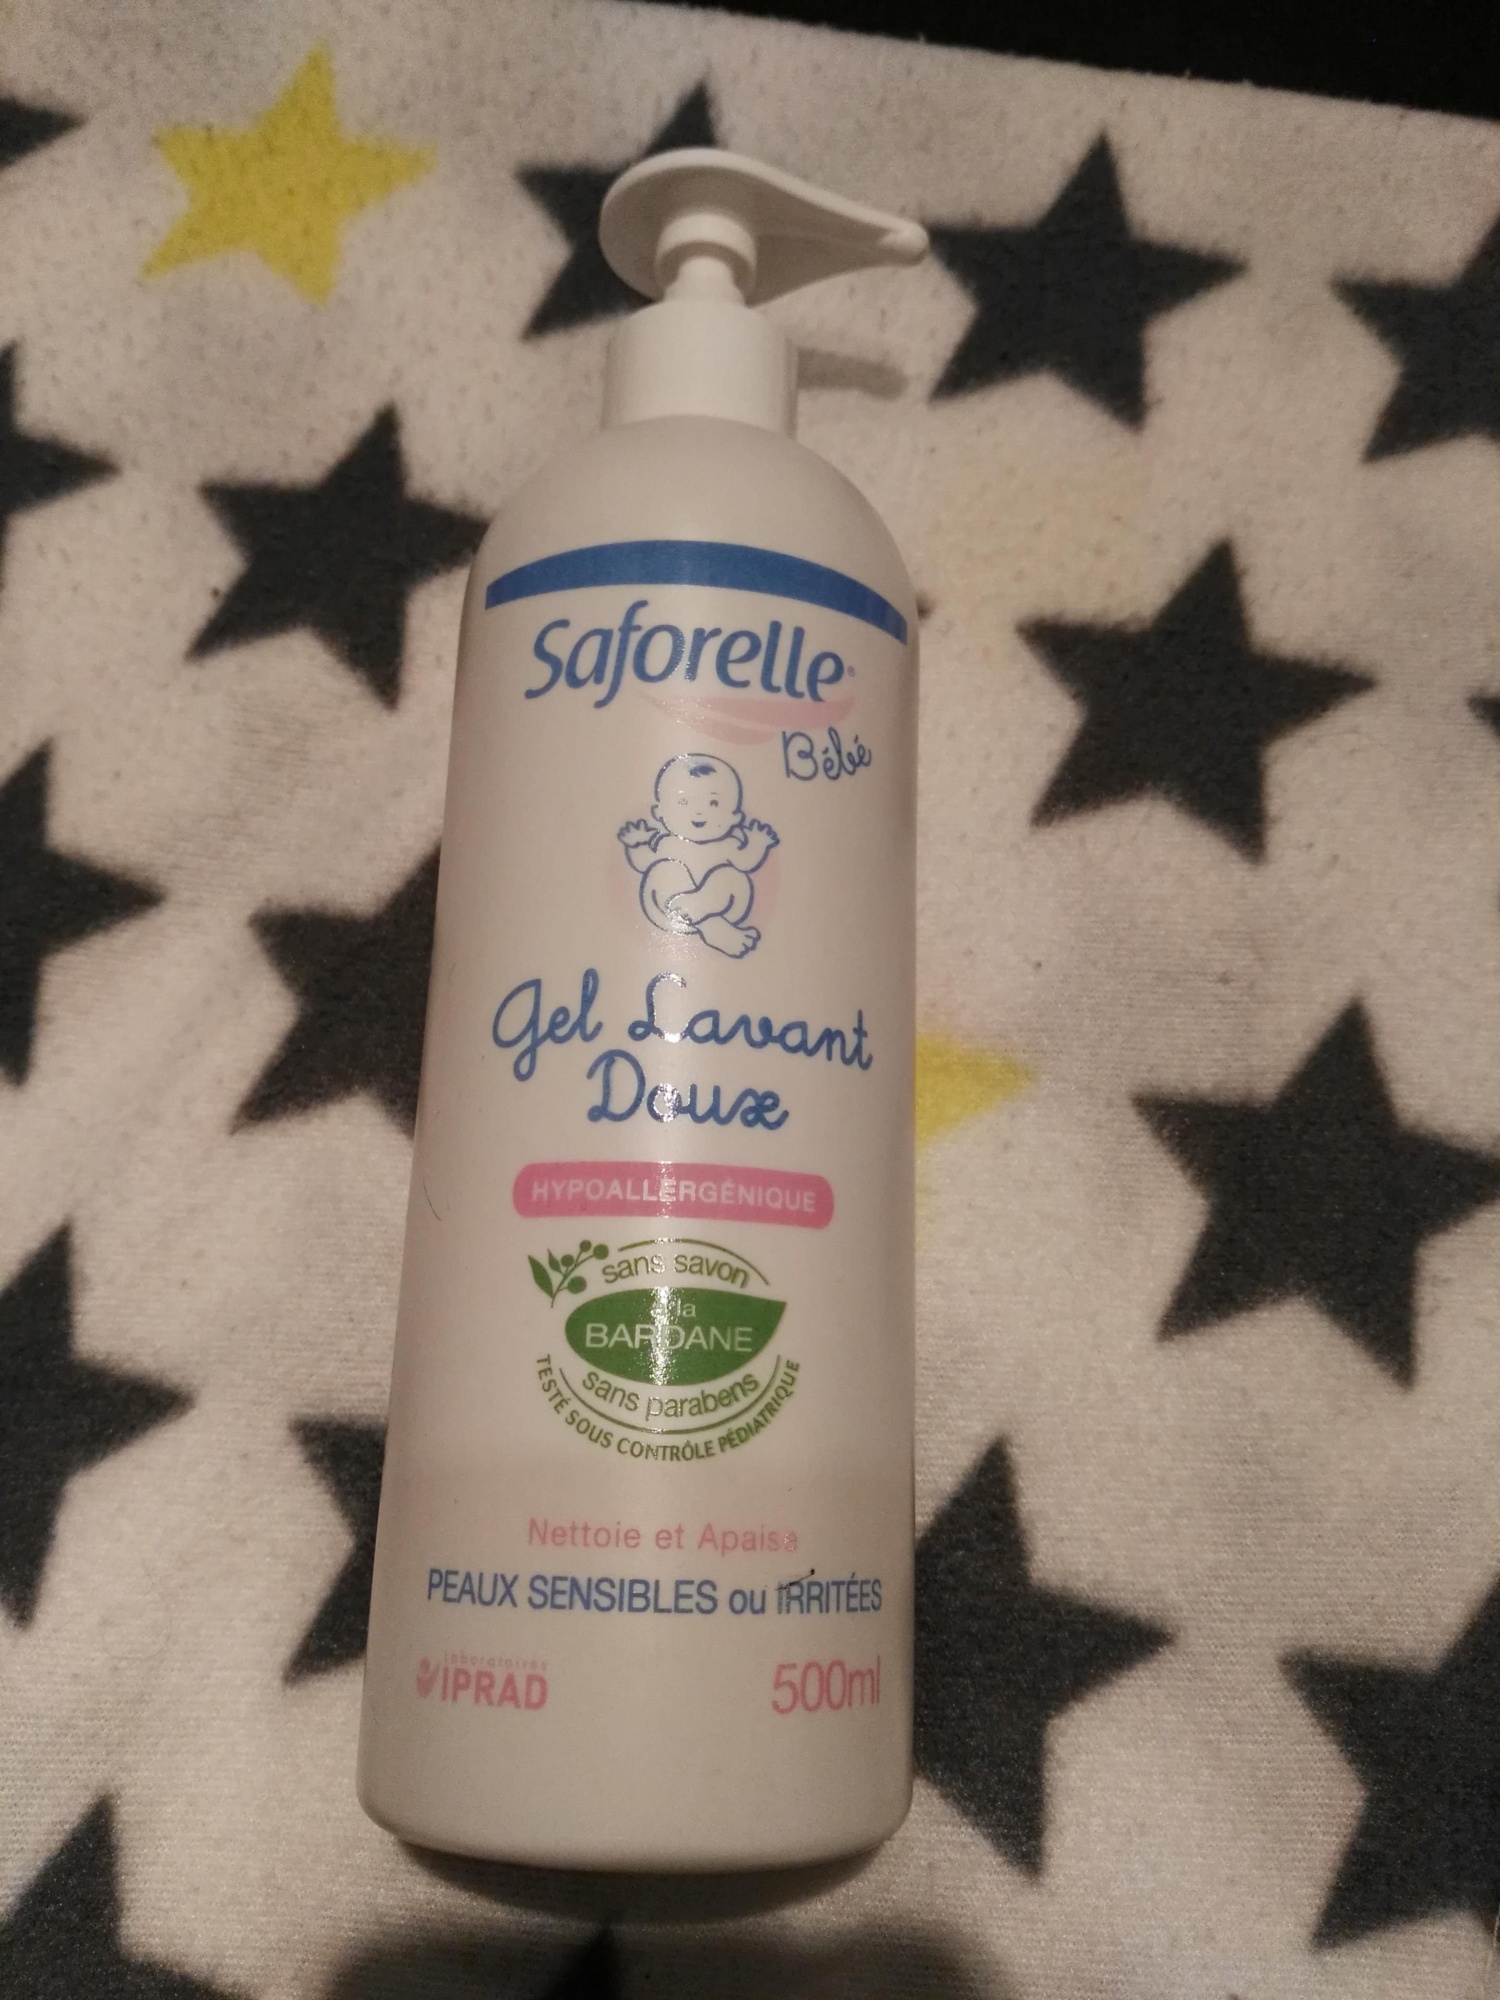 Saforelle®
Bébé
Gel Lavant
Doux
HYPOALLERGÉNIQUE
sans savon
à la
BARDANE
sans parabens
TESTÉ SOUS CONTRÔLE PÉDIATRIQUE
Nettoie et Apaise
PEAUX SENSIBLES ou IRRITÉES
laboratoires
IPRAD
500ml